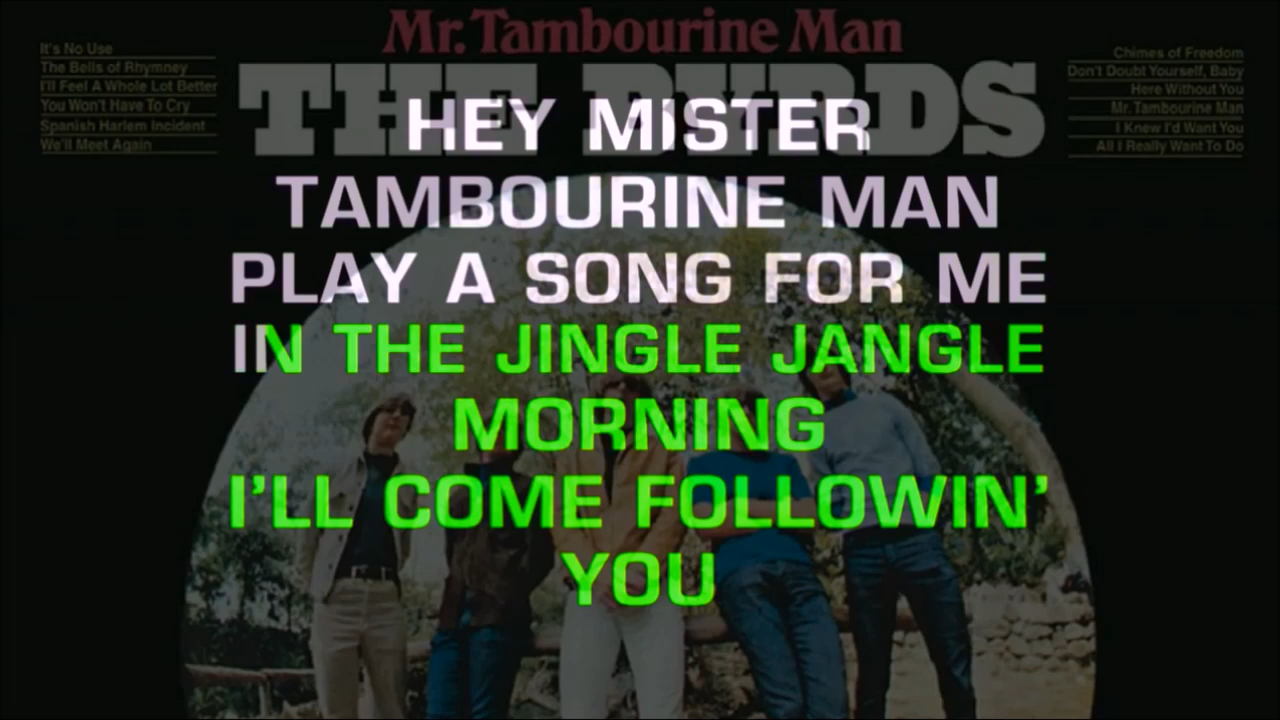 Mr. Tambourine Man
THE BYRDS
It's No Use
The Bells of Rhymney
I'll Feel A Whole Lot Better
You Won't Have To Cry
Spanish Harlem Incident
We'll Meet Again
Chimes of Freedom
Don't Doubt Yourself, Baby
Here Without You
Mr. Tambourine Man
I Knew I'd Want You
All I Really Want To Do
HEY MISTER
TAMBOURINE MAN
PLAY A SONG FOR ME
IN THE JINGLE JANGLE
MORNING
I'LL COME FOLLOWIN'
YOU